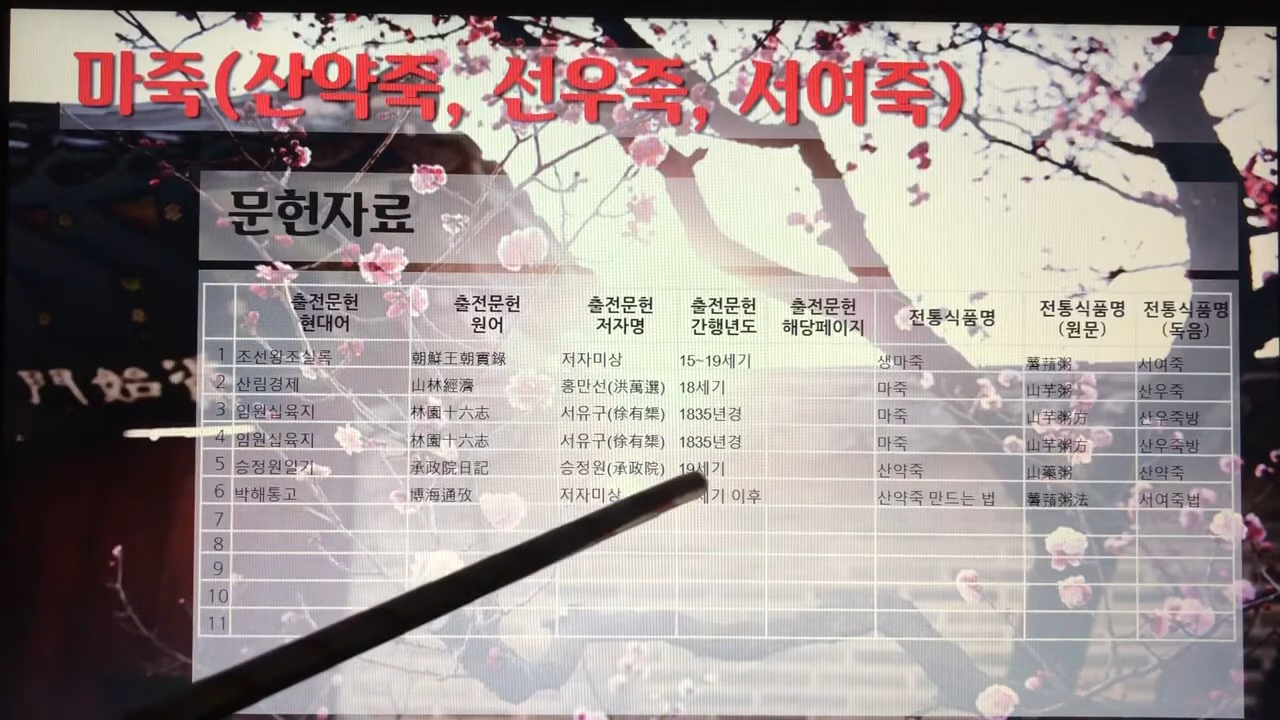 마죽(산약죽, 선우죽, 서여죽)
문헌자료
출전문헌 현대어 출전문헌 원어 출전문헌 저자명 출전문헌 간행년도 출전문헌 해당페이지 전통식품명 전통식품명 (원문) 전통식품명 (독음)
1 조선왕조실록 朝鮮王朝實錄 저자미상 15~19세기 생마죽 薯蕷粥 서여죽
2 산림경제 山林經濟 홍만선(洪萬選) 18세기 마죽 山芋粥 산우죽
3 임원십육지 林園十六志 서유구(徐有榘) 1835년경 마죽 山芋粥方 산우죽방
4 임원십육지 林園十六志 서유구(徐有榘) 1835년경 마죽 山芋粥方 산우죽방
5 승정원일기 承政院日記 승정원(承政院) 19세기 산약죽 山藥粥 산약죽
6 박해통고 博海通攷 저자미상 이후 산약죽 만드는 법 薯蕷粥法 서여죽법
7
8
9
10
11